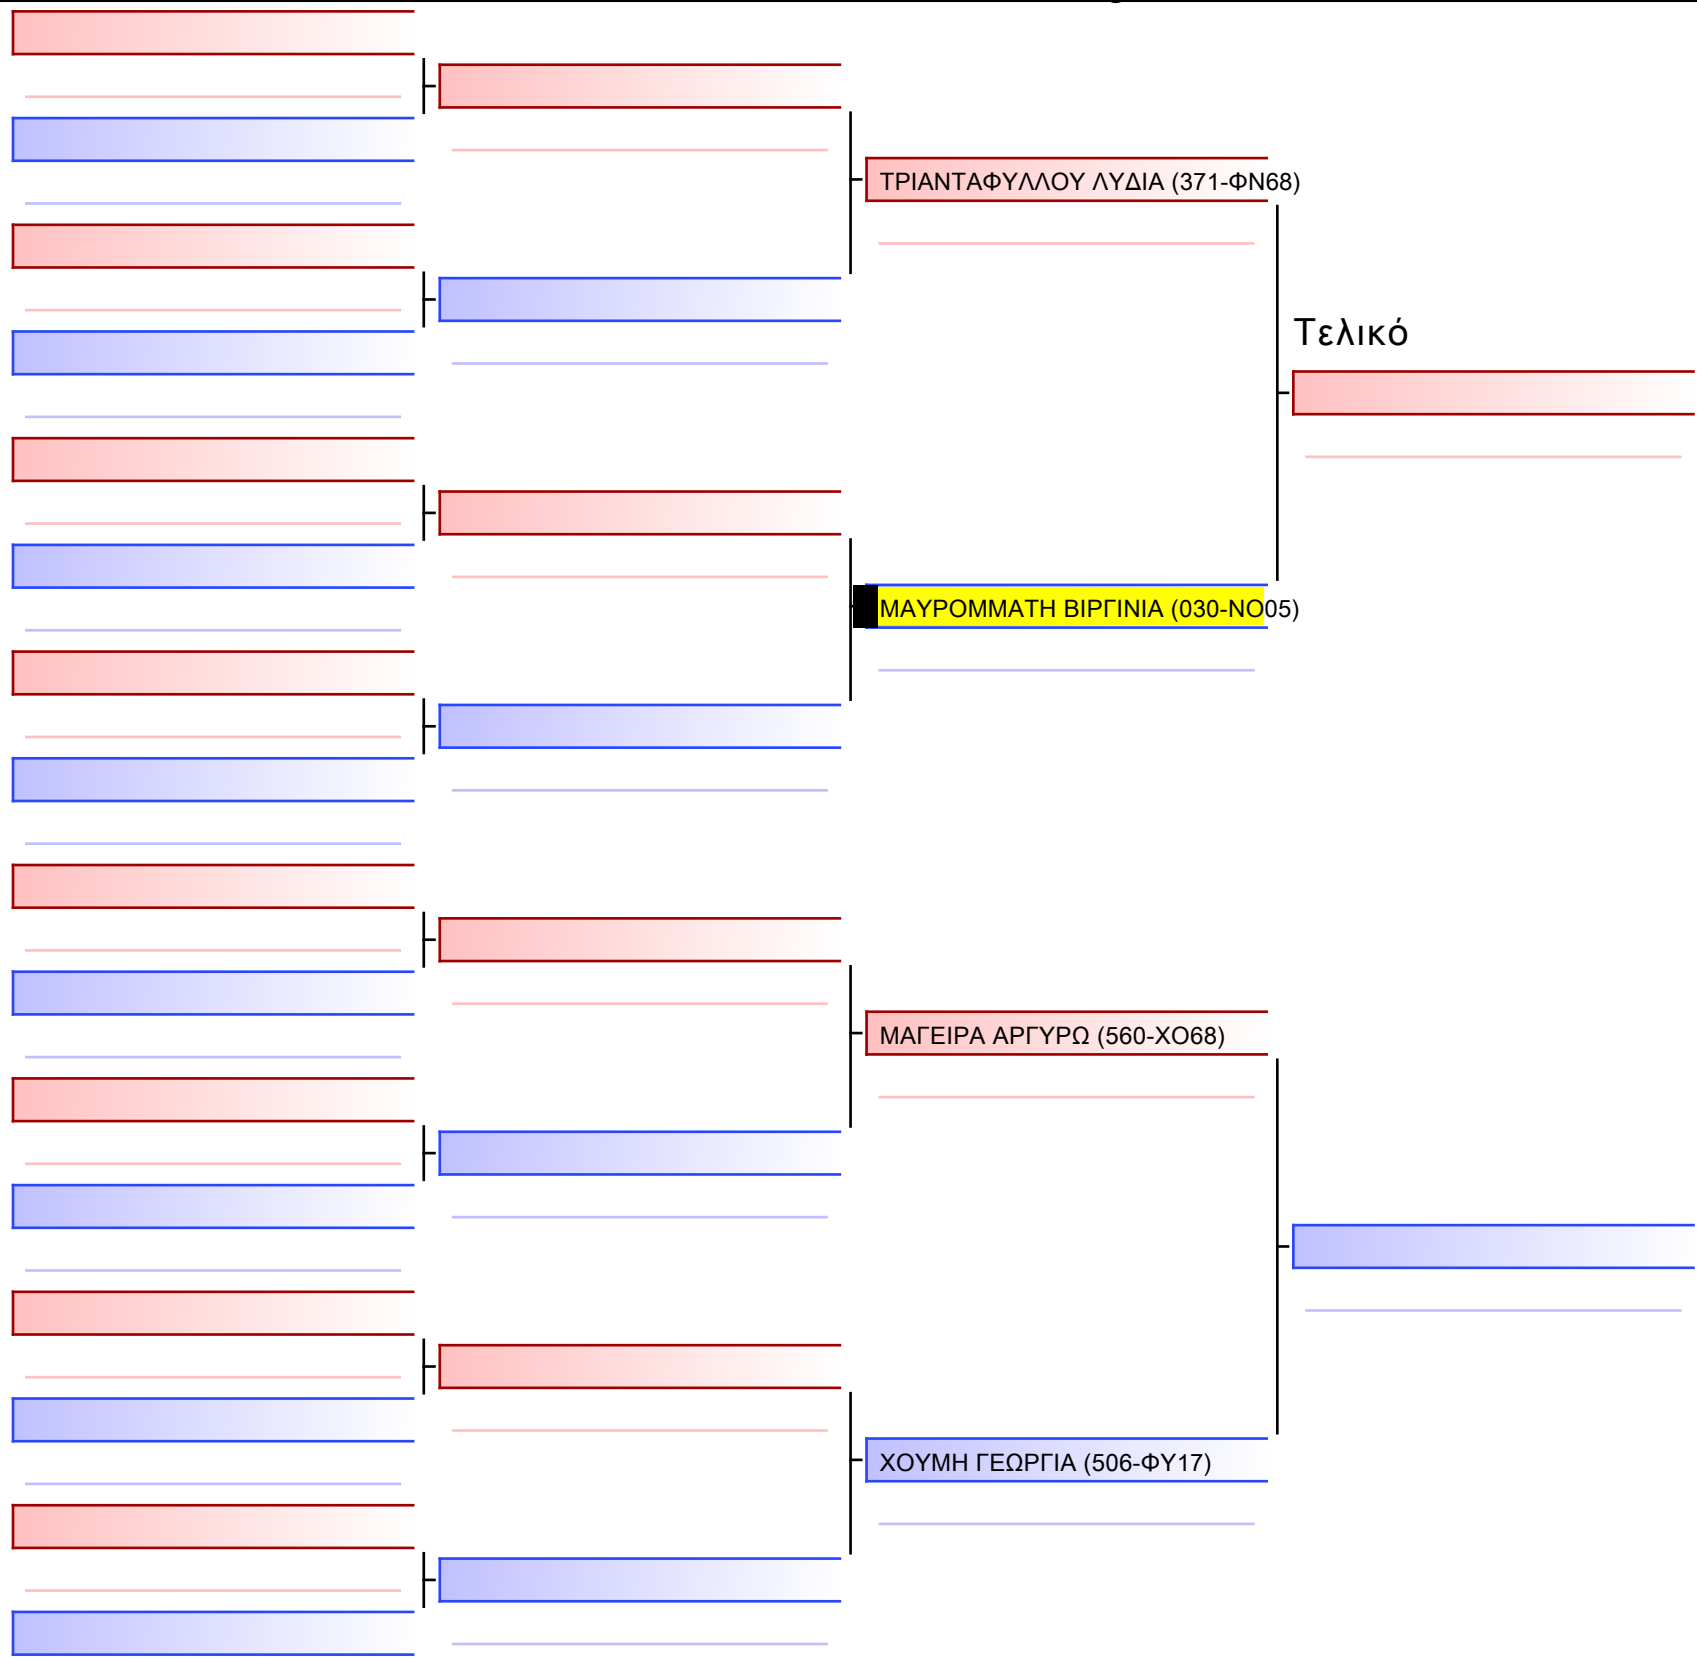 ΤΡΙΑΝΤΑΦΥΛΛΟΥ ΛΥΔΙΑ (371-ΦΝ68)
Τελικό
ΜΑΥΡΟΜΜΑΤΗ ΒΙΡΓΙΝΙΑ (030-ΝΟ05)
ΜΑΓΕΙΡΑ ΑΡΓΥΡΩ (560-ΧΟ68)
ΧΟΥΜΗ ΓΕΩΡΓΙΑ (506-ΦΥ17)